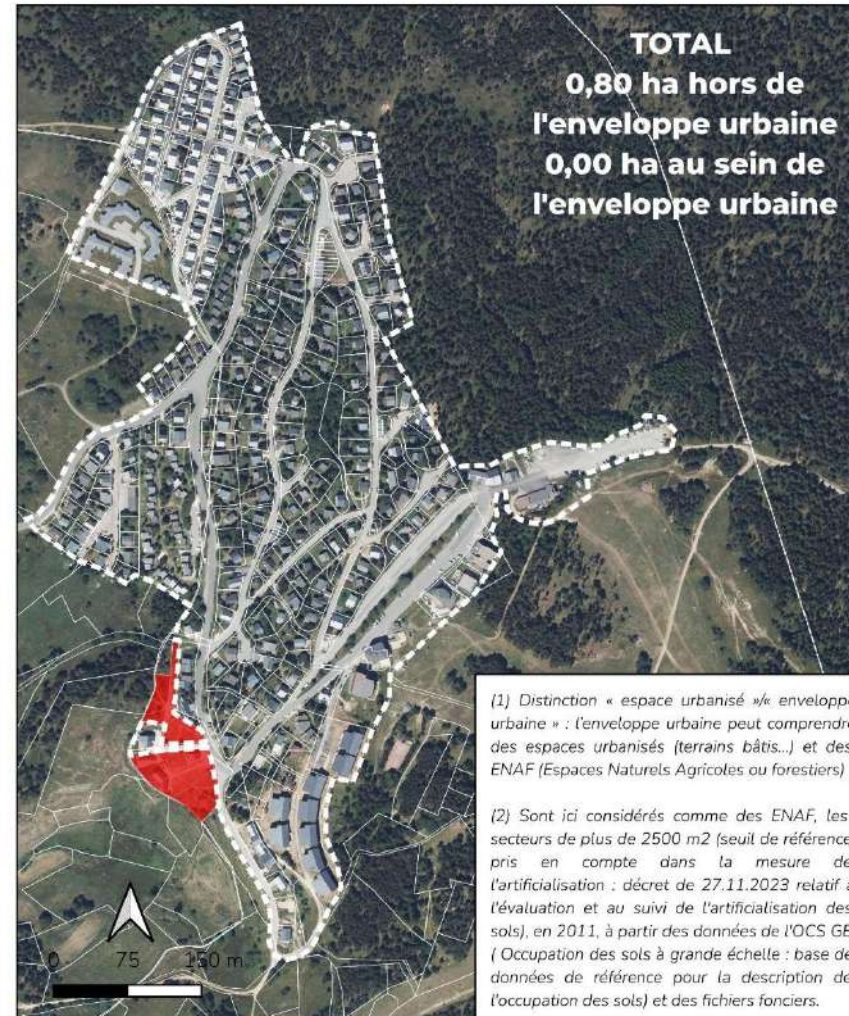 TOTAL
0,80 ha hors de
l'enveloppe urbaine
0,00 ha au sein de
l'enveloppe urbaine
(1) Distinction « espace urbanisé »/« enveloppe
urbaine » : l'enveloppe urbaine peut comprendre
des espaces urbanisés (terrains bâtis...) et des
ENAF (Espaces Naturels Agricoles ou forestiers)
(2) Sont ici considérés comme des ENAF, les
secteurs de plus de 2500 m2 (seuil de référence
pris en compte dans la mesure de
l'artificialisation : décret de 27.11.2023 relatif à
l'évaluation et au suivi de l'artificialisation des
sols), en 2011, à partir des données de l'OCS GE
( Occupation des sols à grande échelle : base de
données de référence pour la description de
l'occupation des sols) et des fichiers fonciers.
0 75 150 m